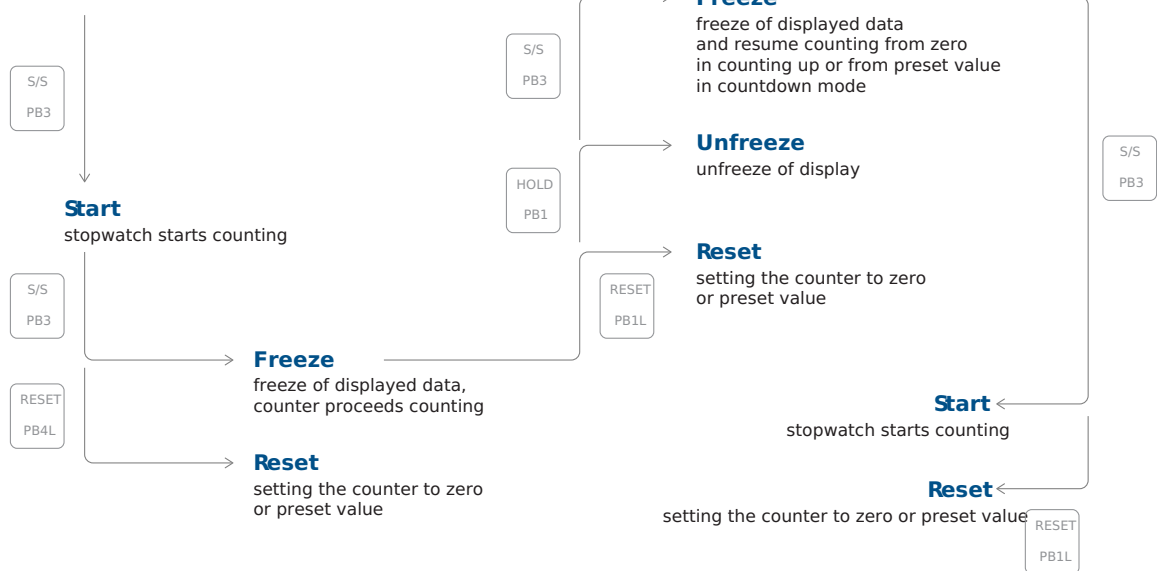 S/S
PB3
Start
stopwatch starts counting
S/S
PB3
RESET
PB4L
Freeze
freeze of displayed data,
counter proceeds counting
Reset
setting the counter to zero
or preset value
S/S
PB3
HOLD
PB1
RESET
PB1L
Freeze
freeze of displayed data
and resume counting from zero
in counting up or from preset value
in countdown mode
Unfreeze
unfreeze of display
Reset
setting the counter to zero
or preset value
S/S
PB3
Start
stopwatch starts counting
Reset
setting the counter to zero or preset value
RESET
PB1L